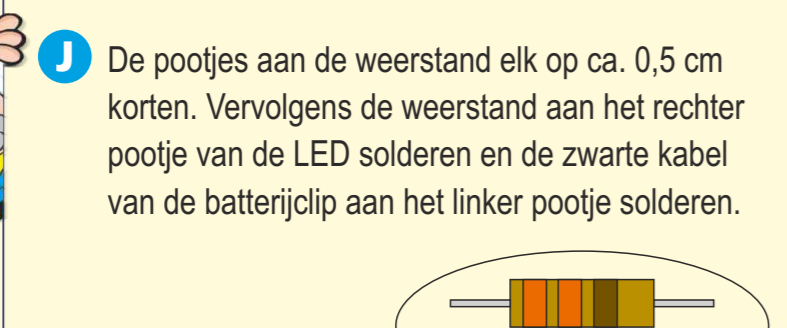 J De pootjes aan de weerstand elk op ca. 0,5 cm
korten. Vervolgens de weerstand aan het rechter
pootje van de LED solderen en de zwarte kabel
van de batterijclip aan het linker pootje solderen.